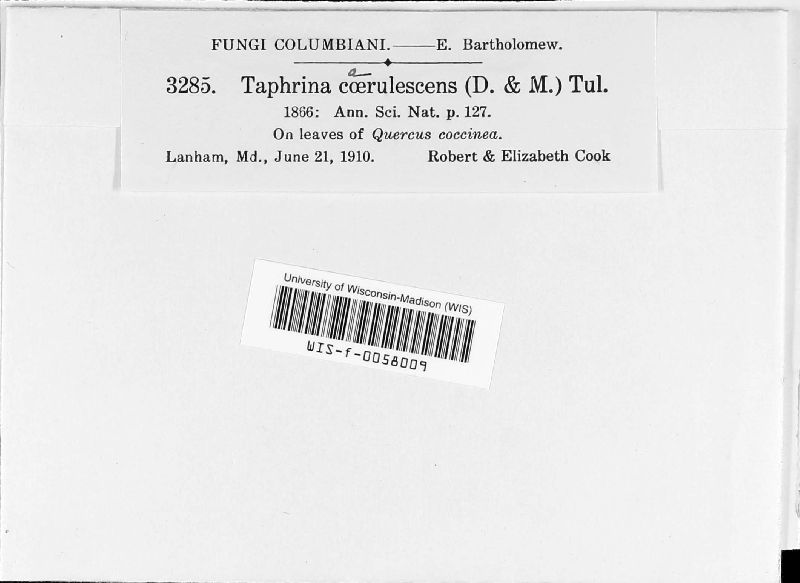 FUNGI COLUMBIANI.——E. Bartholomew.
3285. Taphrina cœrulescens (D. & M.) Tul.
a
1866: Ann. Sci. Nat. p. 127.
On leaves of Quercus coccinea.
Lanham, Md., June 21, 1910. Robert & Elizabeth Cook
University of Wisconsin-Madison (WIS)
WIS-f-0058009